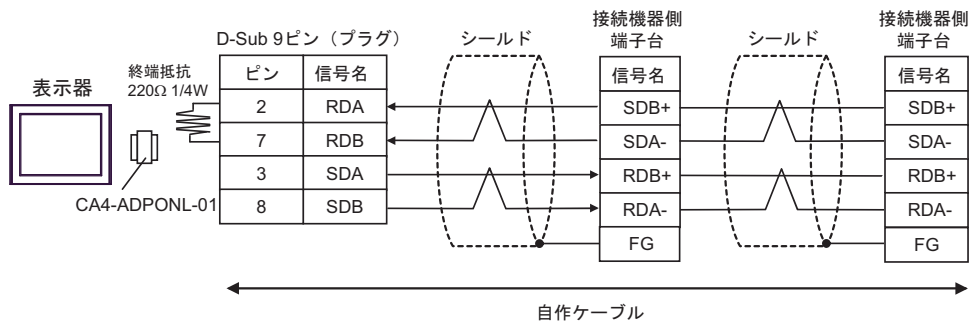 表示器
終端抵抗
220Ω 1/4W
CA4-ADPONL-01
D-Sub 9ピン（プラグ）
ピン 信号名
2 RDA
7 RDB
3 SDA
8 SDB
シールド
接続機器側
端子台
信号名
SDB+
SDA-
RDB+
RDA-
FG
シールド
接続機器側
端子台
信号名
SDB+
SDA-
RDB+
RDA-
FG
自作ケーブル